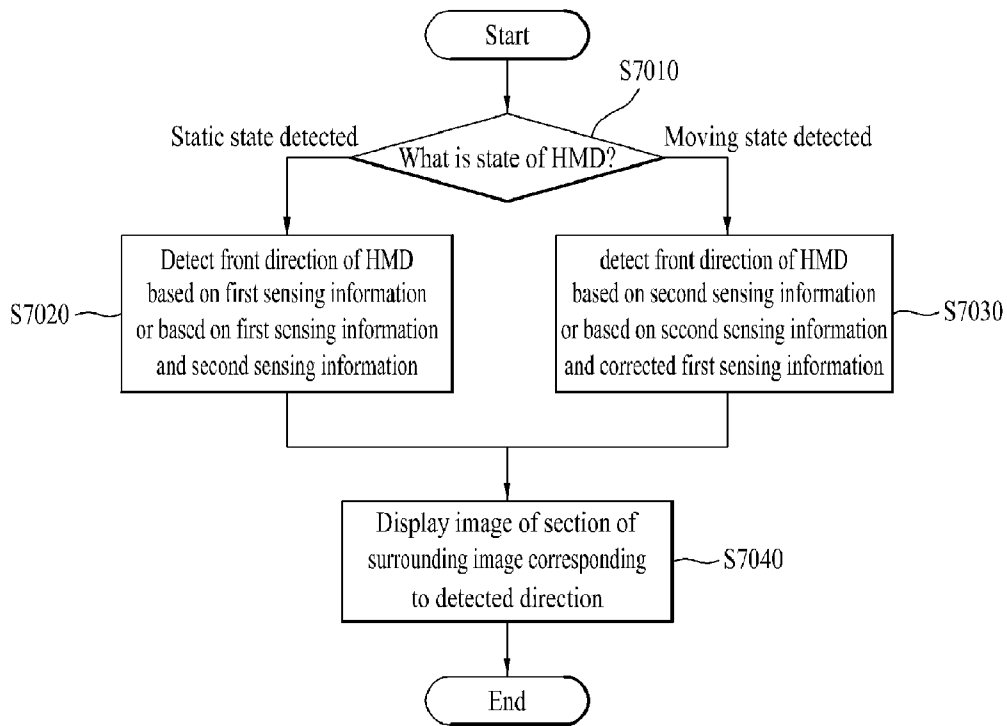 Start
S7010
Static state detected
Moving state detected
What is state of HMD?
Detect front direction of HMD
based on first sensing information
or based on first sensing information
and second sensing information
S7020
detect front direction of HMD
based on second sensing information
or based on second sensing information
and corrected first sensing information
S7030
Display image of section of
surrounding image corresponding
to detected direction
S7040
End